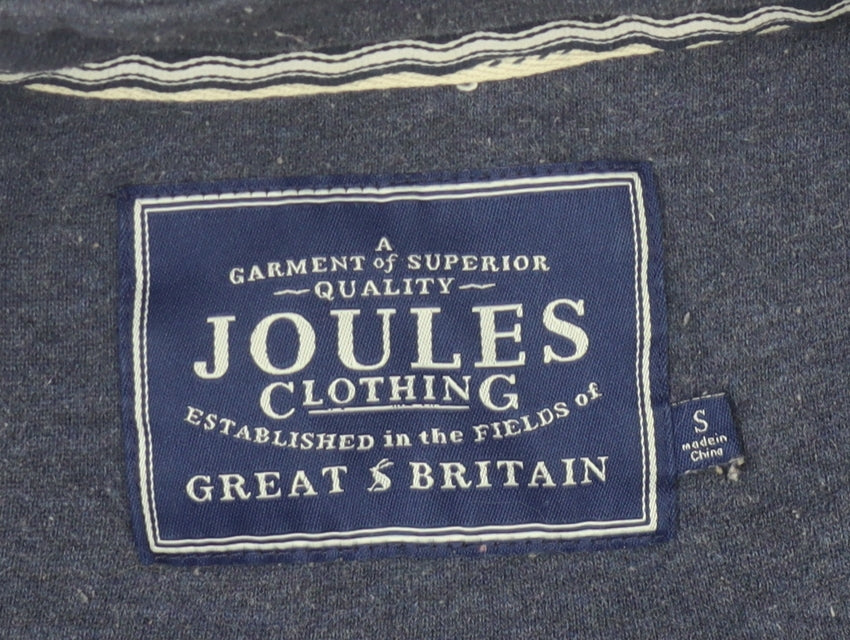 A
GARMENT of SUPERIOR
QUALITY
JOULES
CLOTHING
ESTABLISHED in the FIELDS of
GREAT BRITAIN
S
made in
China